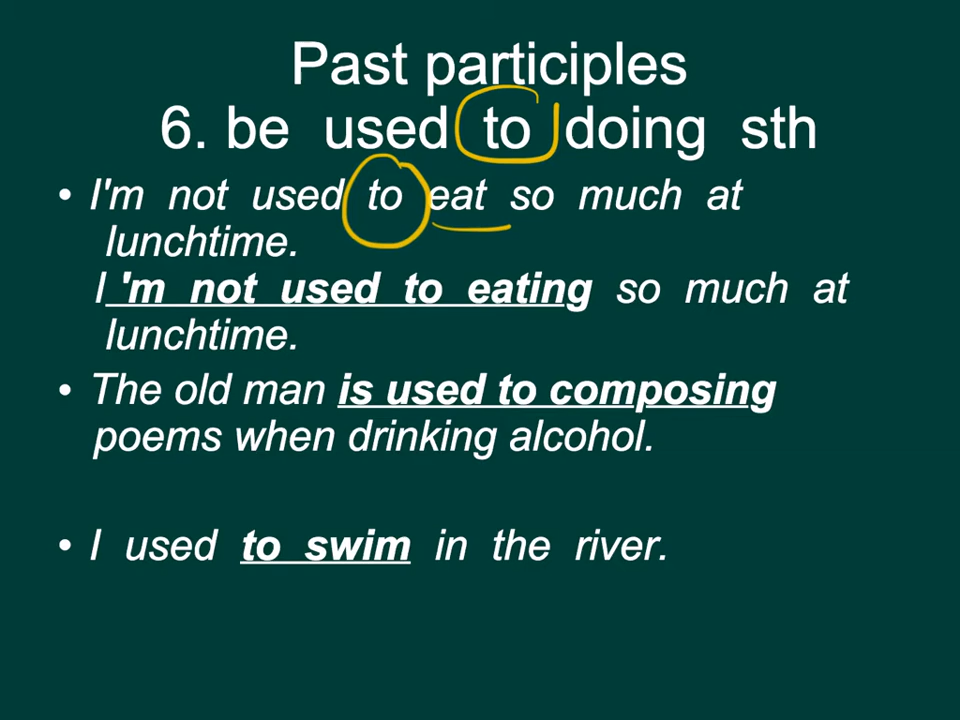 Past participles
6. be used to doing sth
• I'm not used to eat so much at
lunchtime.
I 'm not used to eating so much at
lunchtime.
• The old man is used to composing
poems when drinking alcohol.
• I used to swim in the river.